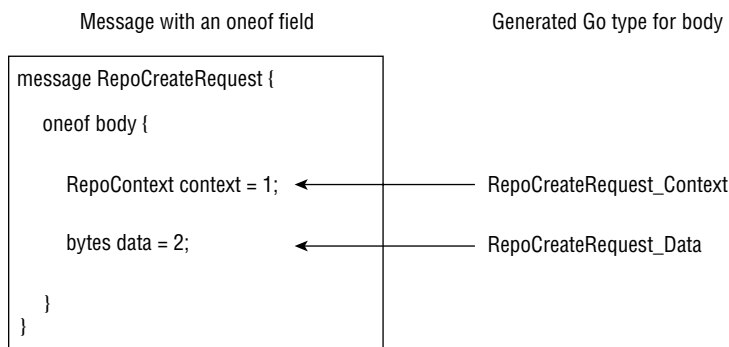 Message with an oneof field
Generated Go type for body
message RepoCreateRequest {
oneof body {
RepoContext context = 1;
RepoCreateRequest_Context
bytes data = 2;
RepoCreateRequest_Data
}
}